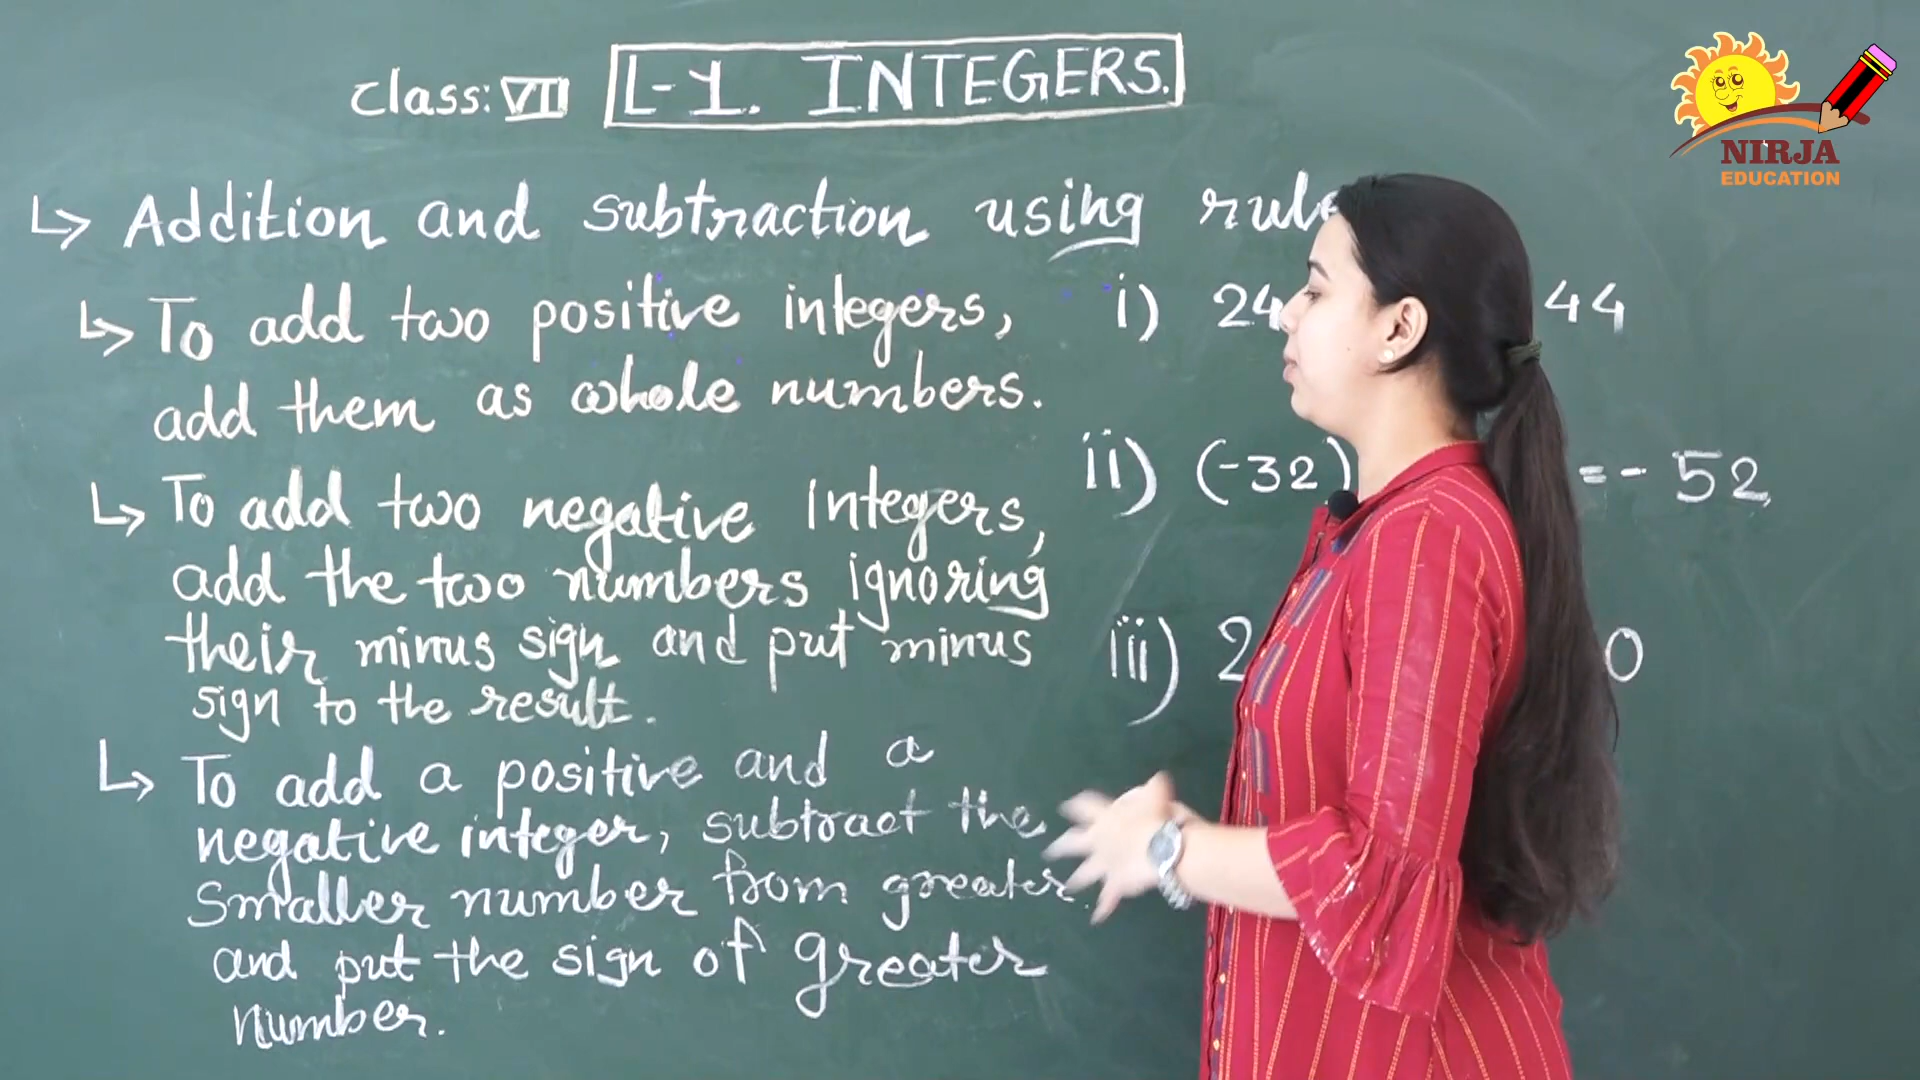 Class: VII L-1. INTEGERS.
NIRJA
EDUCATION
↳ Addition and subtraction using rule
↳ To add two positive integers,
add them as whole numbers.
i) 24 44
↳ To add two negative Integers,
add the two numbers ignoring
their minus sign and put minus
sign to the result.
ii) (-32) = - 52,
iii) 2 0
↳ To add a positive and a
negative integer, subtract the
Smaller number from greater.
and put the sign of greater
number.